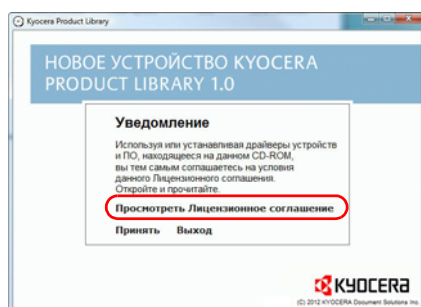 Kyocera Product Library
НОВОЕ УСТРОЙСТВО KYOCERA
PRODUCT LIBRARY 1.0
Уведомление
Используя или устанавливая драйверы устройств
и ПО, находящееся на данном CD-ROM,
вы тем самым соглашаетесь на условия
данного Лицензионного соглашения.
Откройте и прочитайте.
Просмотреть Лицензионное соглашение
Принять Выход
KYOCERA
(C) 2012 KYOCERA Document Solutions Inc.